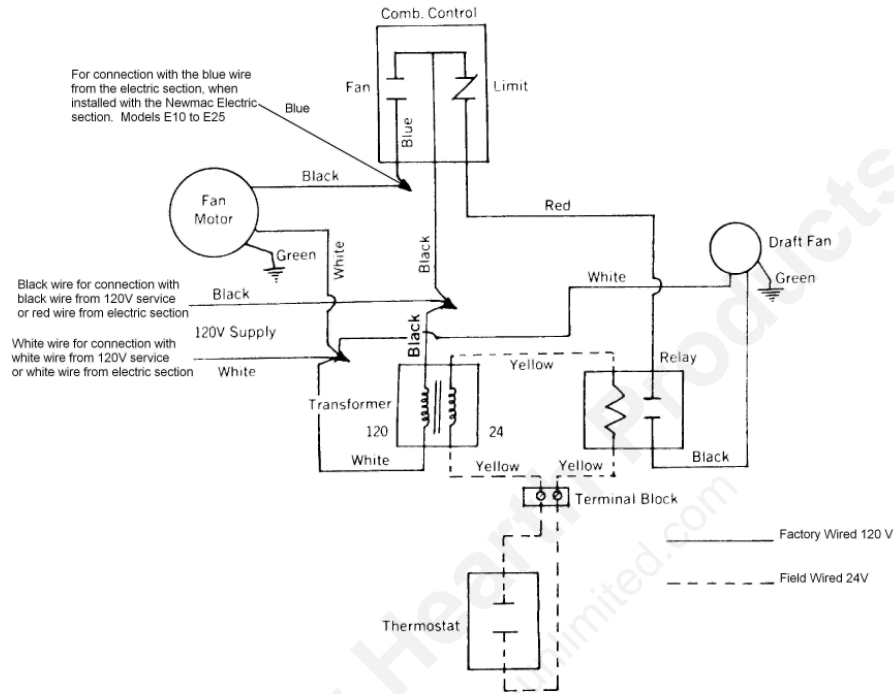 Comb. Control
For connection with the blue wire
from the electric section, when
installed with the Newmac Electric
section. Models E10 to E25
Blue
Fan
Limit
Blue
Black
Fan
Motor
Red
Green
White
Black
Draft Fan
Green
White
Black wire for connection with
black wire from 120V service
or red wire from electric section
Black
120V Supply
White wire for connection with
white wire from 120V service
or white wire from electric section
White
Black
Yellow
Relay
Transformer
120
24
White
Yellow
Yellow
Black
Terminal Block
Factory Wired 120 V
Field Wired 24V
Thermostat
Hearth Products
unlimited.com